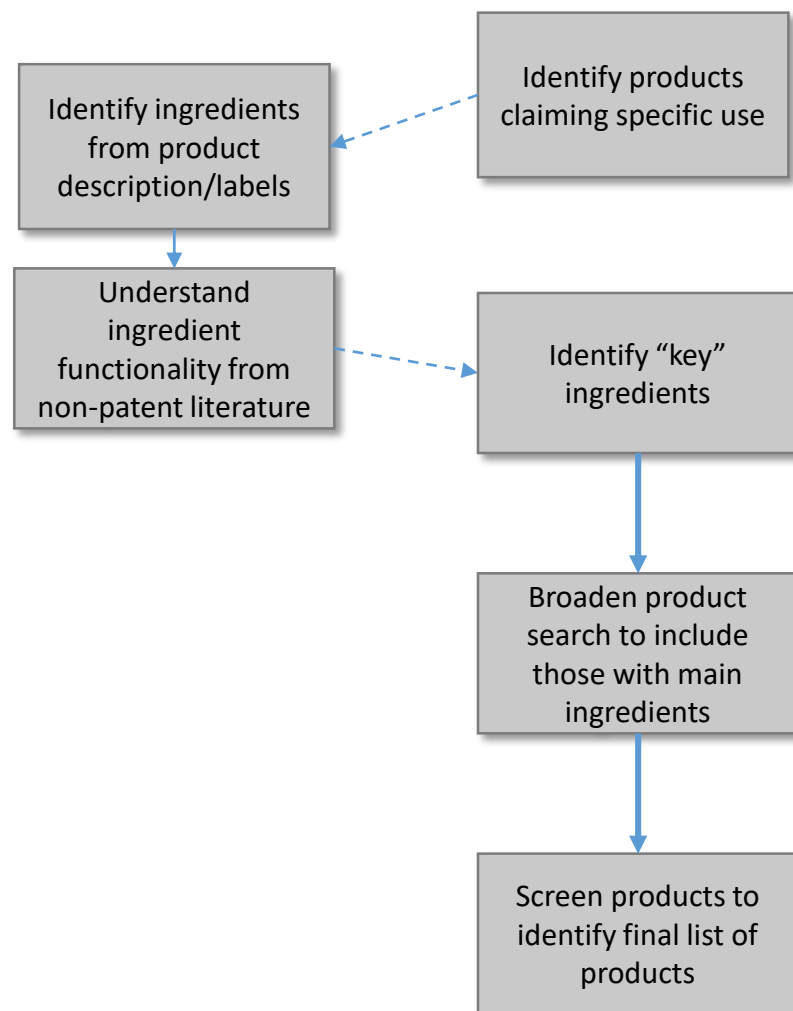 Identify products
claiming specific use
Identify ingredients
from product
description/labels
Understand
ingredient
functionality from
non-patent literature
Identify “key”
ingredients
Broaden product
search to include
those with main
ingredients
Screen products to
identify final list of
products